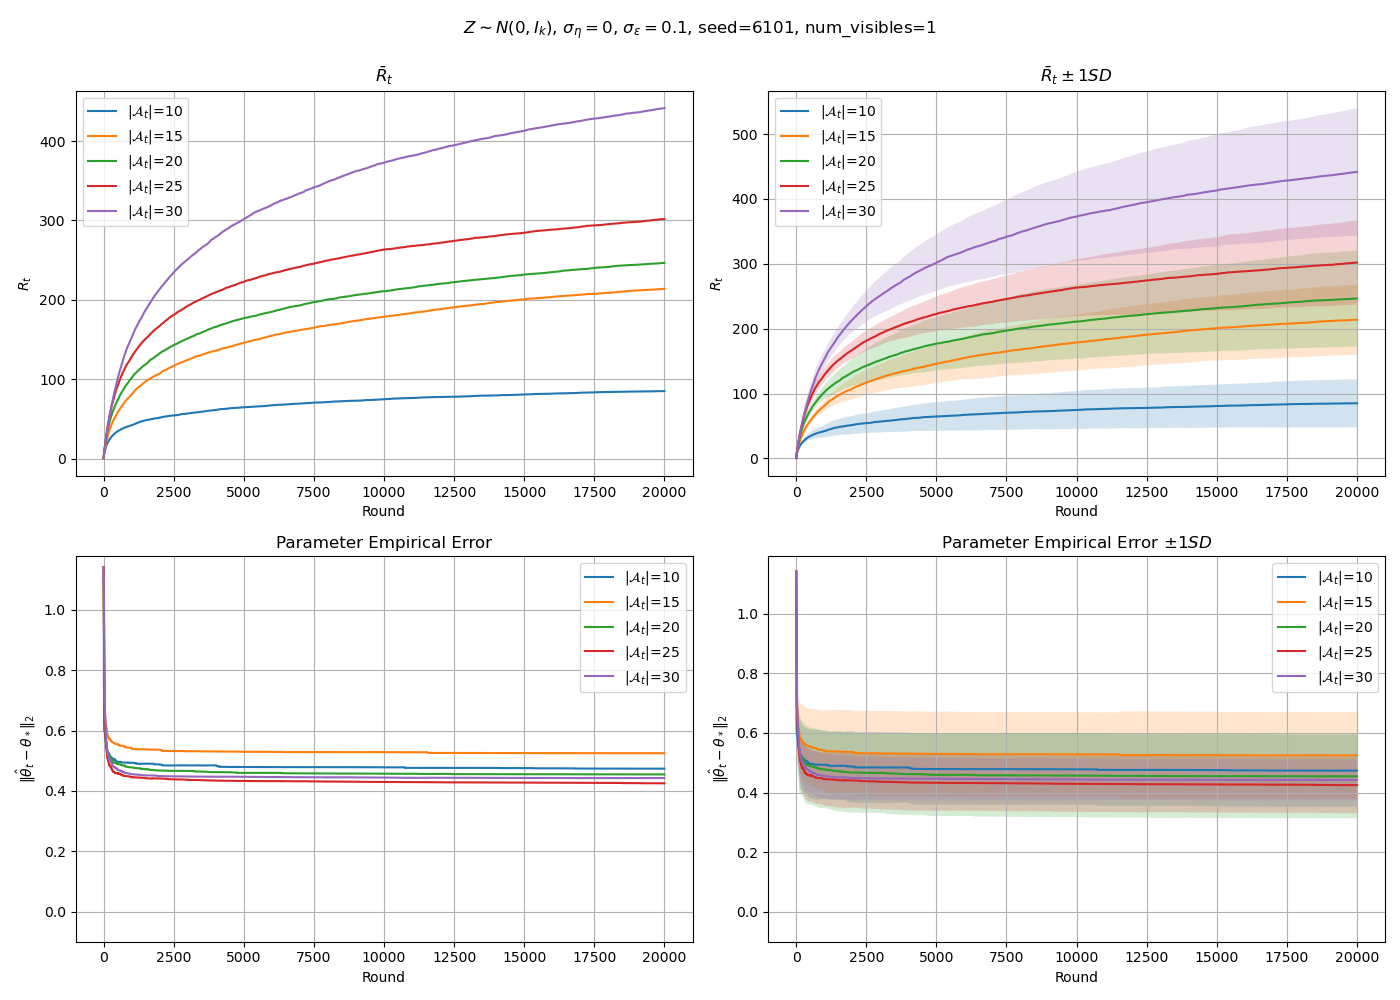 Z ∼ N(0, I_k), σ_η = 0, σ_ε = 0.1, seed=6101, num_visibles=1
R̄_t
R_t
400
300
200
100
0
|𝒜_t|=10
|𝒜_t|=15
|𝒜_t|=20
|𝒜_t|=25
|𝒜_t|=30
0 2500 5000 7500 10000 12500 15000 17500 20000
Round
R̄_t ± 1SD
R_t
500
400
300
200
100
0
|𝒜_t|=10
|𝒜_t|=15
|𝒜_t|=20
|𝒜_t|=25
|𝒜_t|=30
0 2500 5000 7500 10000 12500 15000 17500 20000
Round
Parameter Empirical Error
‖θ̂_t − θ_*‖_2
1.0
0.8
0.6
0.4
0.2
0.0
|𝒜_t|=10
|𝒜_t|=15
|𝒜_t|=20
|𝒜_t|=25
|𝒜_t|=30
0 2500 5000 7500 10000 12500 15000 17500 20000
Round
Parameter Empirical Error ±1SD
‖θ̂_t − θ_*‖_2
1.0
0.8
0.6
0.4
0.2
0.0
|𝒜_t|=10
|𝒜_t|=15
|𝒜_t|=20
|𝒜_t|=25
|𝒜_t|=30
0 2500 5000 7500 10000 12500 15000 17500 20000
Round